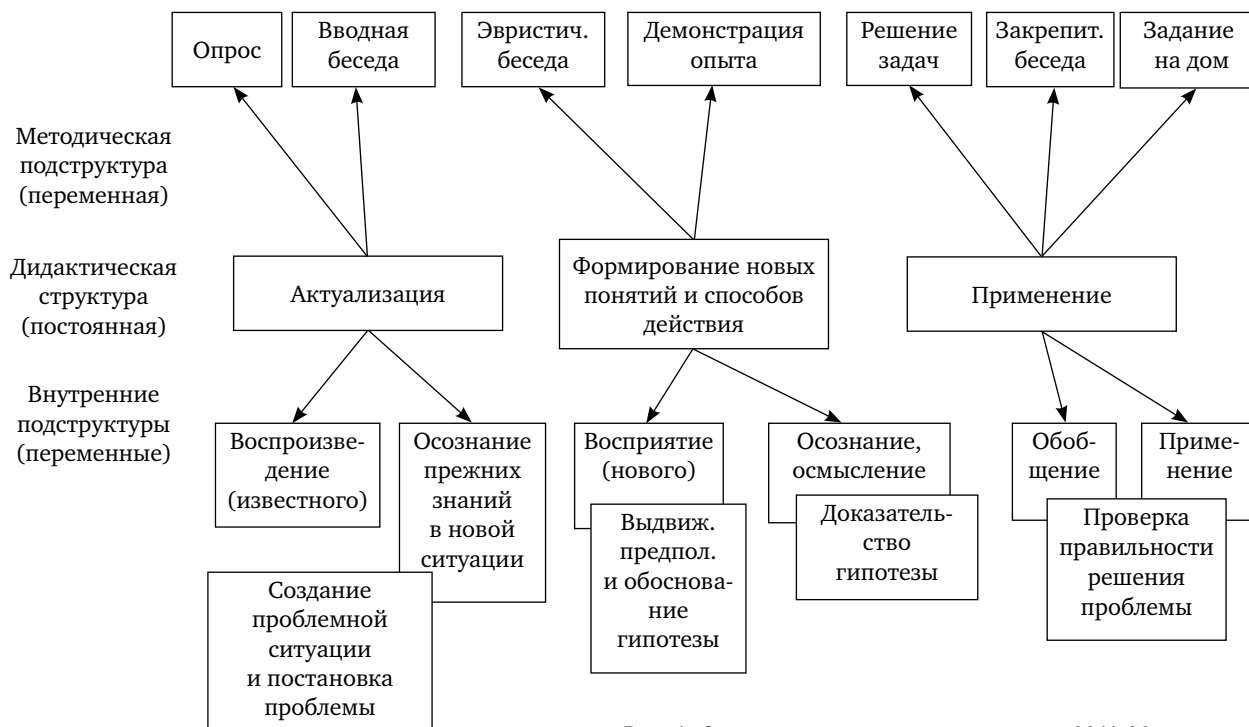 Опрос
Вводная
беседа
Эвристич.
беседа
Демонстрация
опыта
Решение
задач
Закрепит.
беседа
Задание
на дом
Методическая
подструктура
(переменная)
Дидактическая
структура
(постоянная)
Актуализация
Формирование новых
понятий и способов
действия
Применение
Внутренние
подструктуры
(переменные)
Воспроизве-
дение
(известного)
Осознание
прежних
знаний
в новой
ситуации
Восприятие
(нового)
Осознание,
осмысление
Обоб-
щение
Приме-
нение
Создание
проблемной
ситуации
и постановка
проблемы
Выдвиж.
предпол.
и обоснова-
ние
гипотезы
Доказатель-
ство
гипотезы
Проверка
правильности
решения
проблемы